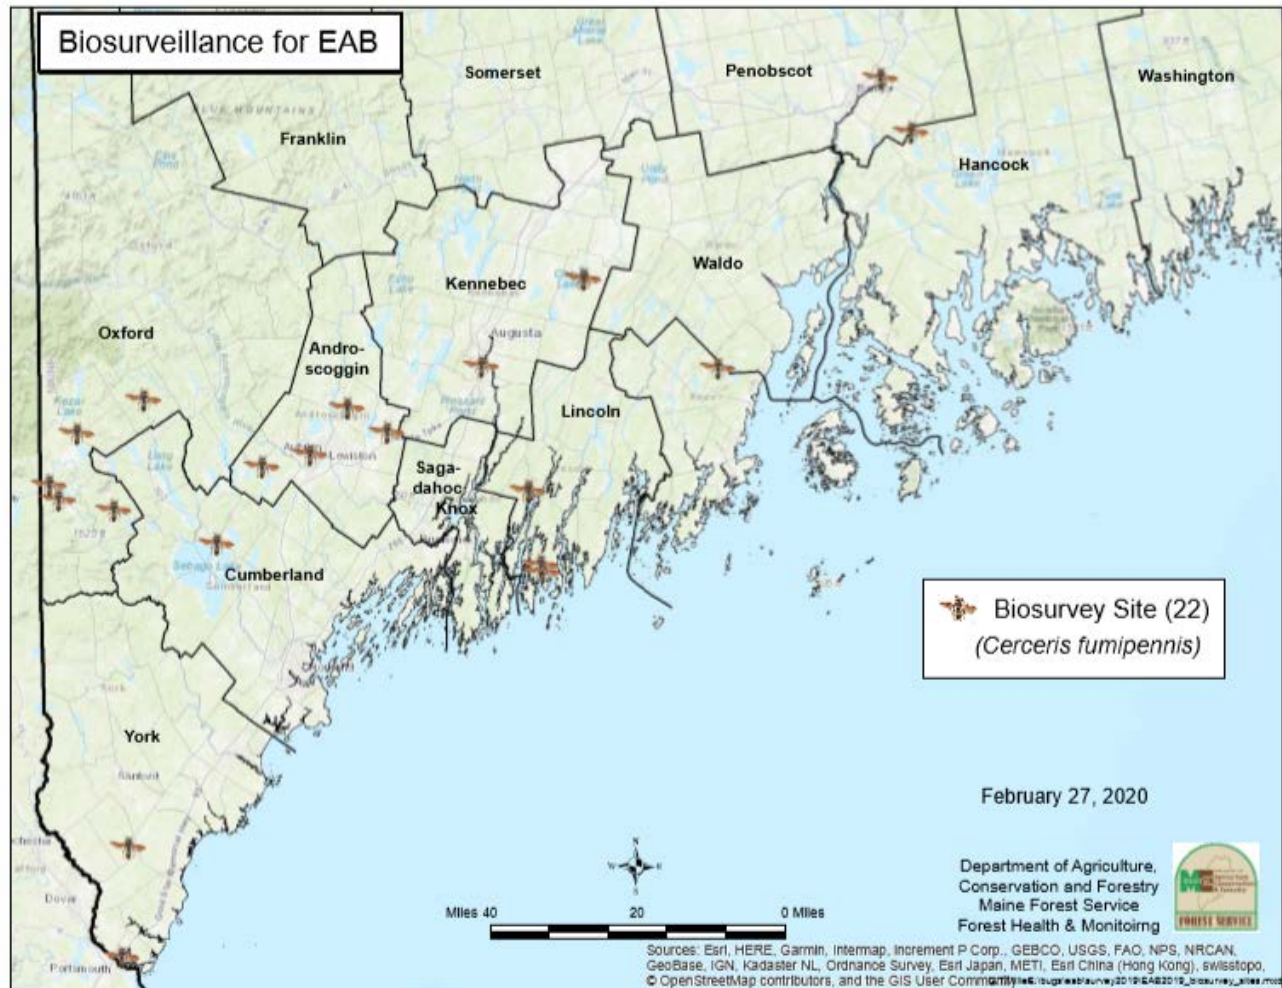 Biosurveillance for EAB
Somerset
Penobscot
Washington
Franklin
Hancock
Waldo
Kennebec
Augusta
Oxford
Andro-
scoggin
Lincoln
Lewiston
Saga-
dahoc
Knox
Cumberland
York
Sanford
Dover
Portsmouth
Biosurvey Site (22)
(Cerceris fumipennis)
February 27, 2020
N
W
E
S
Miles 40
20
0 Miles
Department of Agriculture,
Conservation and Forestry
Maine Forest Service
Forest Health & Monitoirng
FOREST SERVICE
Sources: Esri, HERE, Garmin, Intermap, increment P Corp., GEBCO, USGS, FAO, NPS, NRCAN,
GeoBase, IGN, Kadaster NL, Ordnance Survey, Esri Japan, METI, Esri China (Hong Kong), swisstopo,
© OpenStreetMap contributors, and the GIS User Community